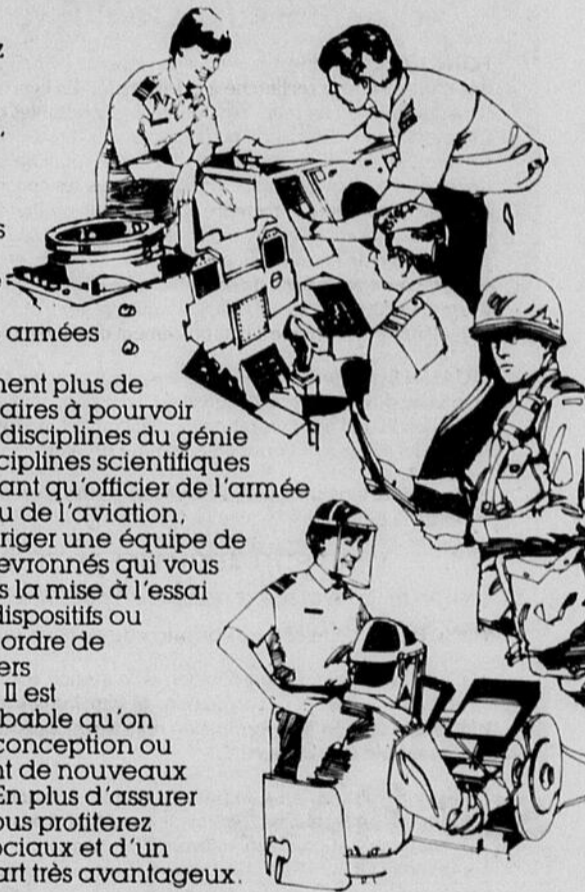 z
s
armées
nent plus de
aires à pourvoir
disciplines du génie
ciplines scientifiques
ant qu'officier de l'armée
u de l'aviation,
riger une équipe de
evronnés qui vous
s la mise à l'essai
dispositifs ou
ordre de
ers
Il est
bable qu'on
conception ou
nt de nouveaux
En plus d'assurer
ous profiterez
ociaux et d'un
art très avantageux.